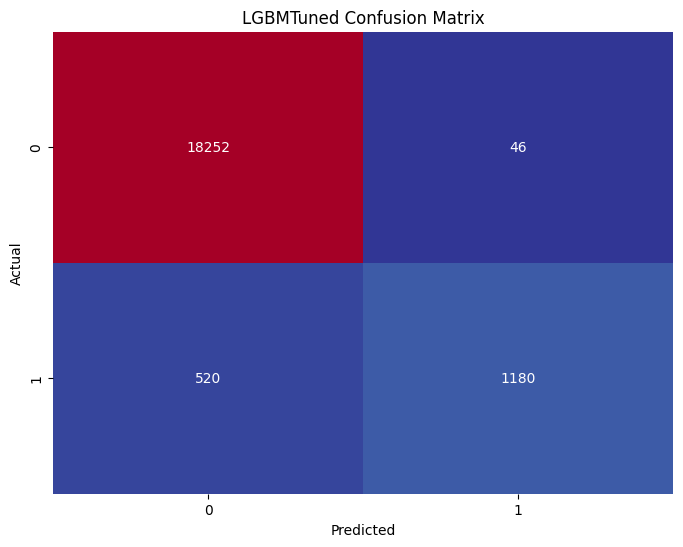 LGBMTuned Confusion Matrix
Actual
0
18252 46
1
520 1180
0 1
Predicted